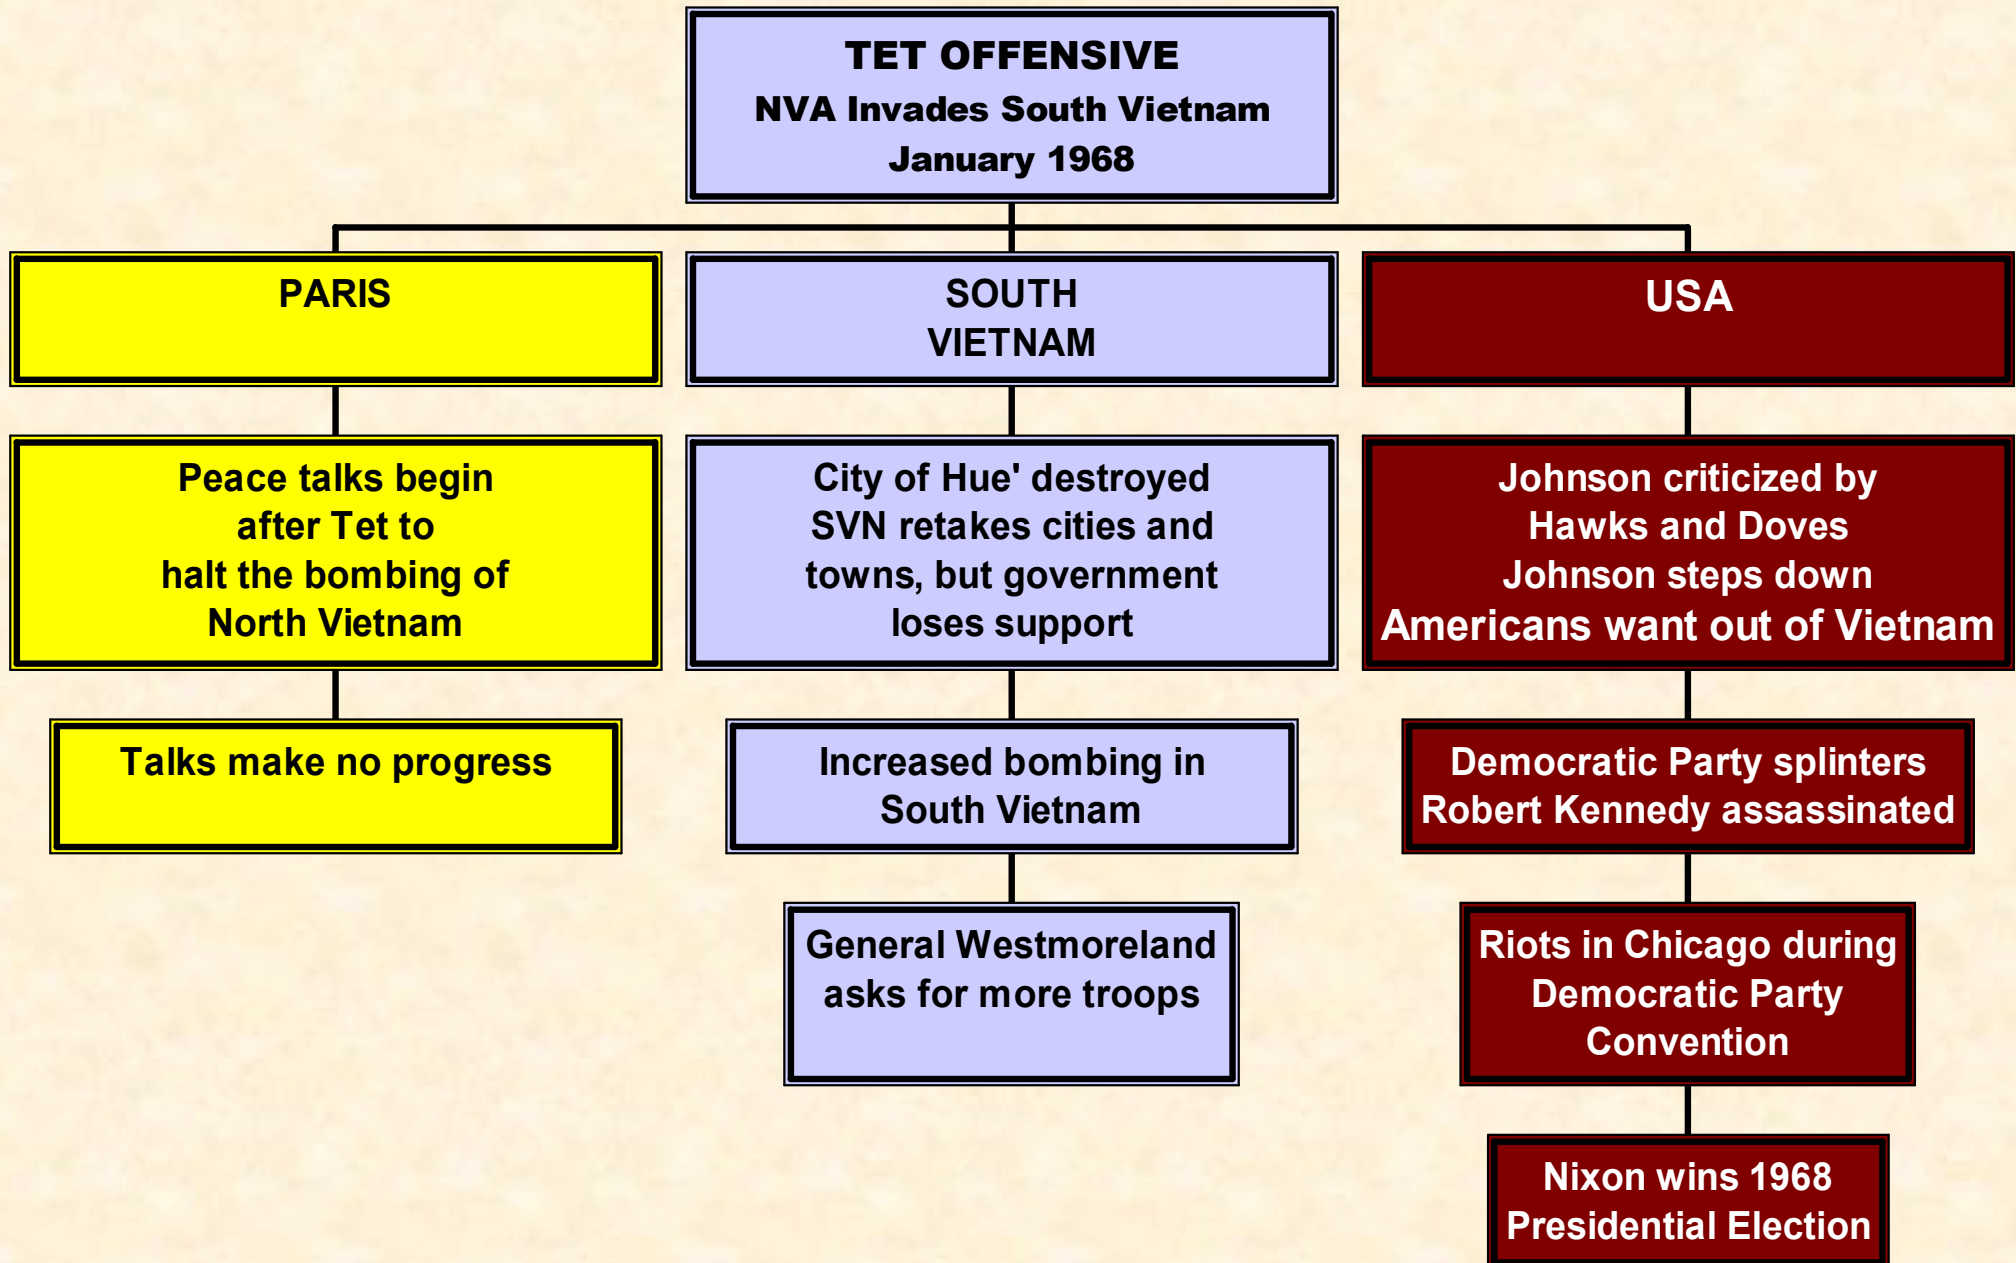 TET OFFENSIVE
NVA Invades South Vietnam
January 1968
PARIS
SOUTH
VIETNAM
USA
Peace talks begin
after Tet to
halt the bombing of
North Vietnam
City of Hue' destroyed
SVN retakes cities and
towns, but government
loses support
Johnson criticized by
Hawks and Doves
Johnson steps down
Americans want out of Vietnam
Talks make no progress
Increased bombing in
South Vietnam
Democratic Party splinters
Robert Kennedy assassinated
General Westmoreland
asks for more troops
Riots in Chicago during
Democratic Party
Convention
Nixon wins 1968
Presidential Election